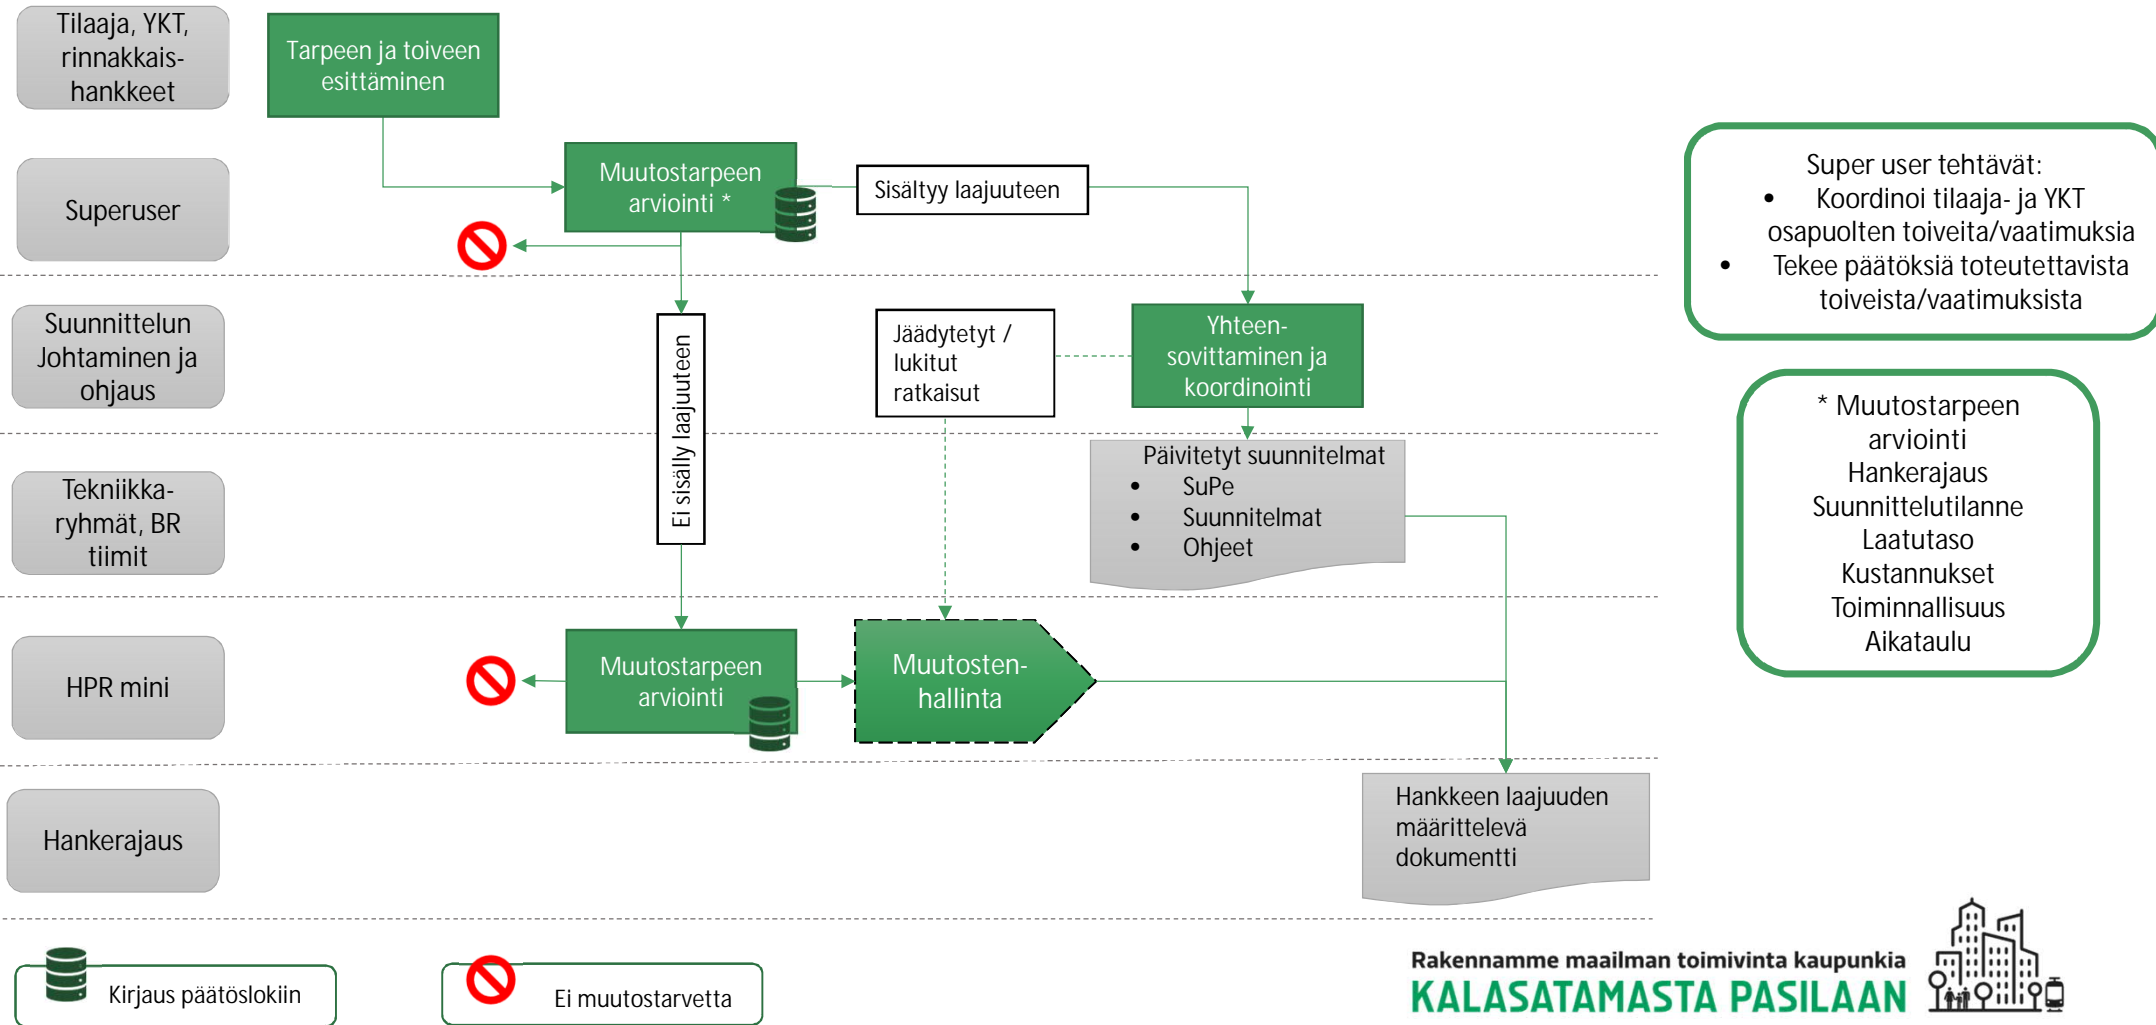 Tilaaja, YKT,
rinnakkais-
hankkeet
Tarpeen ja toiveen
esittäminen
Superuser
Muutostarpeen
arviointi *
Sisältyy laajuuteen
Suunnittelun
Johtaminen ja
ohjaus
Ei sisälly laajuuteen
Jäädytetyt /
lukitut
ratkaisut
Yhteen-
sovittaminen ja
koordinointi
Tekniikka-
ryhmät, BR
tiimit
Päivitetyt suunnitelmat
• SuPe
• Suunnitelmat
• Ohjeet
HPR mini
Muutostarpeen
arviointi
Muutosten-
hallinta
Hankerajaus
Hankkeen laajuuden
määrittelevä
dokumentti
Super user tehtävät:
• Koordinoi tilaaja- ja YKT
osapuolten toiveita/vaatimuksia
• Tekee päätöksiä toteutettavista
toiveista/vaatimuksista
* Muutostarpeen
arviointi
Hankerajaus
Suunnittelutilanne
Laatutaso
Kustannukset
Toiminnallisuus
Aikataulu
Kirjaus päätöslokiin
Ei muutostarvetta
Rakennamme maailman toimivinta kaupunkia
KALASATAMASTA PASILAAN